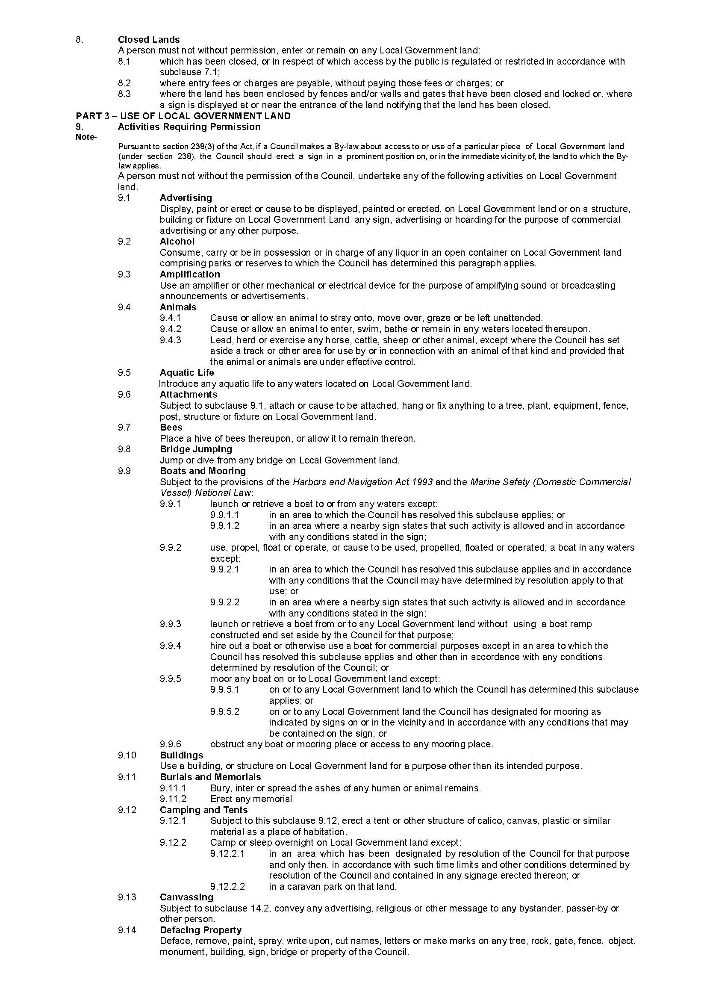 8. Closed Lands
A person must not without permission, enter or remain on any Local Government land:
8.1 which has been closed, or in respect of which access by the public is regulated or restricted in accordance with
subclause 7.1;
8.2 where entry fees or charges are payable, without paying those fees or charges; or
8.3 where the land has been enclosed by fences and/or walls and gates that have been closed and locked or, where
a sign is displayed at or near the entrance of the land notifying that the land has been closed.
PART 3 – USE OF LOCAL GOVERNMENT LAND
9. Activities Requiring Permission
Note-
Pursuant to section 238(3) of the Act, if a Council makes a By-law about access to or use of a particular piece of Local Government land
(under section 238), the Council should erect a sign in a prominent position on, or in the immediate vicinity of, the land to which the By-
law applies.
A person must not without the permission of the Council, undertake any of the following activities on Local Government
land.
9.1 Advertising
Display, paint or erect or cause to be displayed, painted or erected, on Local Government land or on a structure,
building or fixture on Local Government Land any sign, advertising or hoarding for the purpose of commercial
advertising or any other purpose.
9.2 Alcohol
Consume, carry or be in possession or in charge of any liquor in an open container on Local Government land
comprising parks or reserves to which the Council has determined this paragraph applies.
9.3 Amplification
Use an amplifier or other mechanical or electrical device for the purpose of amplifying sound or broadcasting
announcements or advertisements.
9.4 Animals
9.4.1 Cause or allow an animal to stray onto, move over, graze or be left unattended.
9.4.2 Cause or allow an animal to enter, swim, bathe or remain in any waters located thereupon.
9.4.3 Lead, herd or exercise any horse, cattle, sheep or other animal, except where the Council has set
aside a track or other area for use by or in connection with an animal of that kind and provided that
the animal or animals are under effective control.
9.5 Aquatic Life
Introduce any aquatic life to any waters located on Local Government land.
9.6 Attachments
Subject to subclause 9.1, attach or cause to be attached, hang or fix anything to a tree, plant, equipment, fence,
post, structure or fixture on Local Government land.
9.7 Bees
Place a hive of bees thereupon, or allow it to remain thereon.
9.8 Bridge Jumping
Jump or dive from any bridge on Local Government land.
9.9 Boats and Mooring
Subject to the provisions of the Harbors and Navigation Act 1993 and the Marine Safety (Domestic Commercial
Vessel) National Law:
9.9.1 launch or retrieve a boat to or from any waters except:
9.9.1.1 in an area to which the Council has resolved this subclause applies; or
9.9.1.2 in an area where a nearby sign states that such activity is allowed and in accordance
with any conditions stated in the sign;
9.9.2 use, propel, float or operate, or cause to be used, propelled, floated or operated, a boat in any waters
except:
9.9.2.1 in an area to which the Council has resolved this subclause applies and in accordance
with any conditions that the Council may have determined by resolution apply to that
use; or
9.9.2.2 in an area where a nearby sign states that such activity is allowed and in accordance
with any conditions stated in the sign;
9.9.3 launch or retrieve a boat from or to any Local Government land without using a boat ramp
constructed and set aside by the Council for that purpose;
9.9.4 hire out a boat or otherwise use a boat for commercial purposes except in an area to which the
Council has resolved this subclause applies and other than in accordance with any conditions
determined by resolution of the Council; or
9.9.5 moor any boat on or to Local Government land except:
9.9.5.1 on or to any Local Government land to which the Council has determined this subclause
applies; or
9.9.5.2 on or to any Local Government land the Council has designated for mooring as
indicated by signs on or in the vicinity and in accordance with any conditions that may
be contained on the sign; or
9.9.6 obstruct any boat or mooring place or access to any mooring place.
9.10 Buildings
Use a building, or structure on Local Government land for a purpose other than its intended purpose.
9.11 Burials and Memorials
9.11.1 Bury, inter or spread the ashes of any human or animal remains.
9.11.2 Erect any memorial
9.12 Camping and Tents
9.12.1 Subject to this subclause 9.12, erect a tent or other structure of calico, canvas, plastic or similar
material as a place of habitation.
9.12.2 Camp or sleep overnight on Local Government land except:
9.12.2.1 in an area which has been designated by resolution of the Council for that purpose
and only then, in accordance with such time limits and other conditions determined by
resolution of the Council and contained in any signage erected thereon; or
9.12.2.2 in a caravan park on that land.
9.13 Canvassing
Subject to subclause 14.2, convey any advertising, religious or other message to any bystander, passer-by or
other person.
9.14 Defacing Property
Deface, remove, paint, spray, write upon, cut names, letters or make marks on any tree, rock, gate, fence, object,
monument, building, sign, bridge or property of the Council.